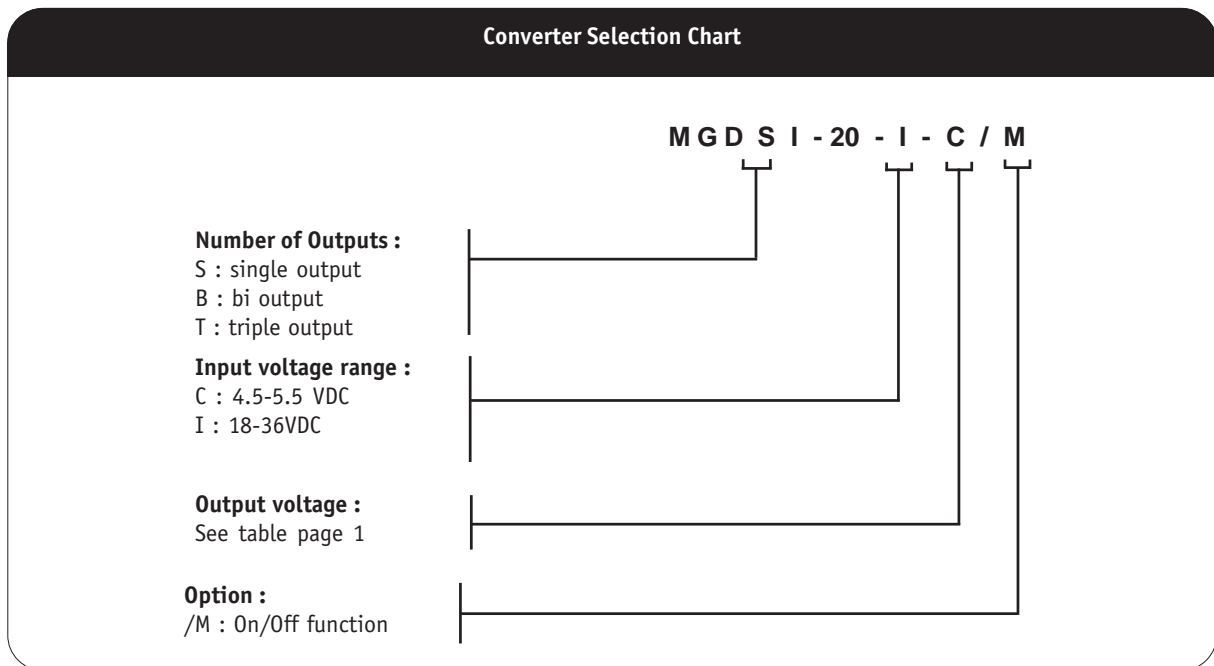 Converter Selection Chart
M G D S I - 20 - I - C / M
Number of Outputs :
S : single output
B : bi output
T : triple output
Input voltage range :
C : 4.5-5.5 VDC
I : 18-36VDC
Output voltage :
See table page 1
Option :
/M : On/Off function